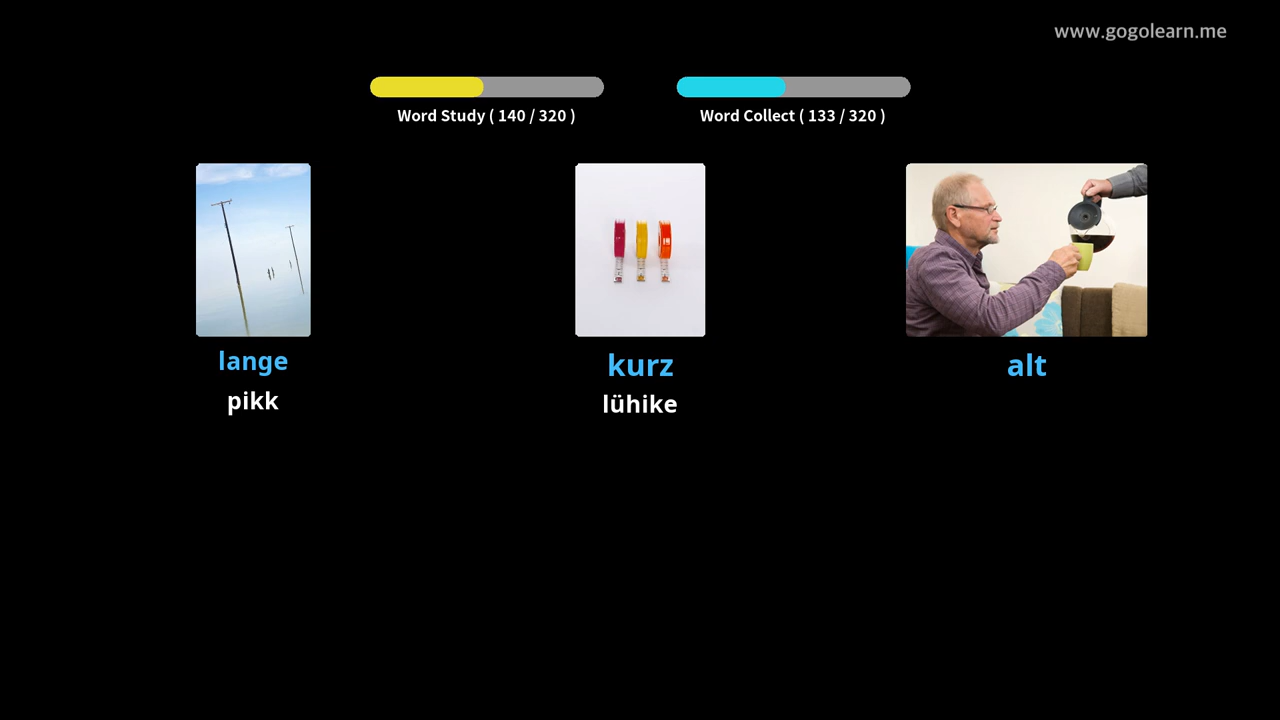 www.gogolearn.me
Word Study ( 140 / 320 )
Word Collect ( 133 / 320 )
lange
pikk
kurz
lühike
alt